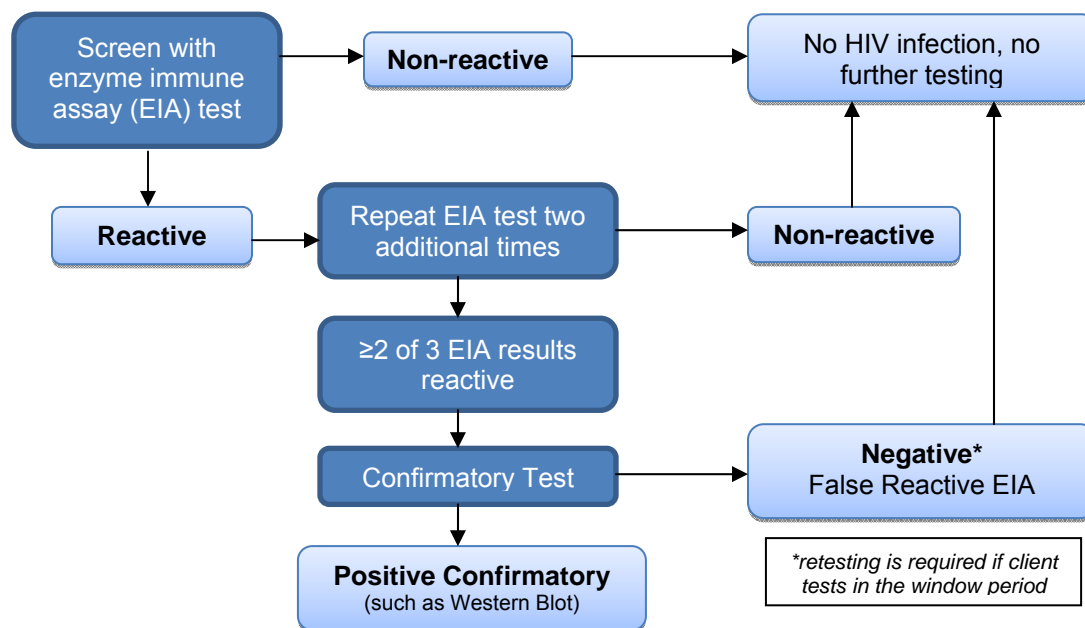 Screen with
enzyme immune
assay (EIA) test
Non-reactive
No HIV infection, no
further testing
Reactive
Repeat EIA test two
additional times
Non-reactive
≥2 of 3 EIA results
reactive
Confirmatory Test
Negative*
False Reactive EIA
Positive Confirmatory
(such as Western Blot)
*retesting is required if client
tests in the window period